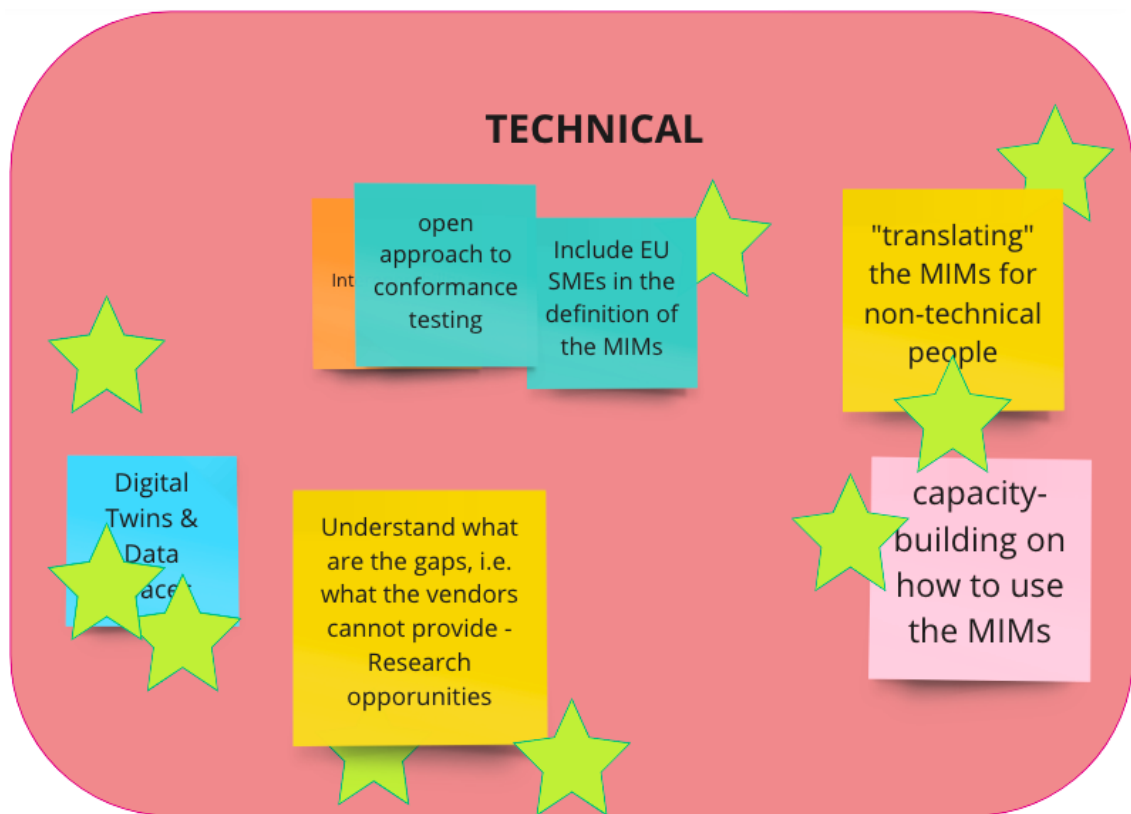 TECHNICAL
open
approach to
conformance
testing
Include EU
SMEs in the
definition of
the MIMs
"translating"
the MIMs for
non-technical
people
Digital
Twins &
Data
Understand what
are the gaps, i.e.
what the vendors
cannot provide -
Research
opporunities
capacity-
building on
how to use
the MIMs